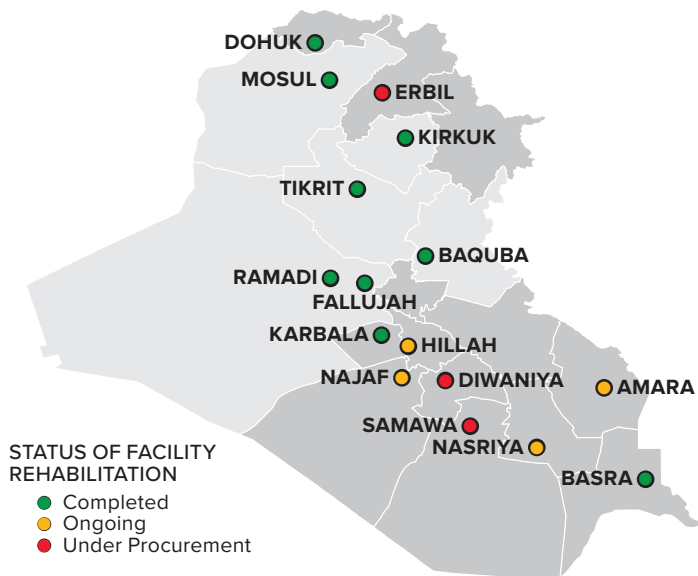 DOHUK
MOSUL
ERBIL
KIRKUK
TIKRIT
BAQUBA
RAMADI
FALLUJAH
KARBALA
HILLAH
NAJAF
DIWANIYA
AMARA
SAMAWA
NASRIYA
BASRA
STATUS OF FACILITY
REHABILITATION
Completed
Ongoing
Under Procurement